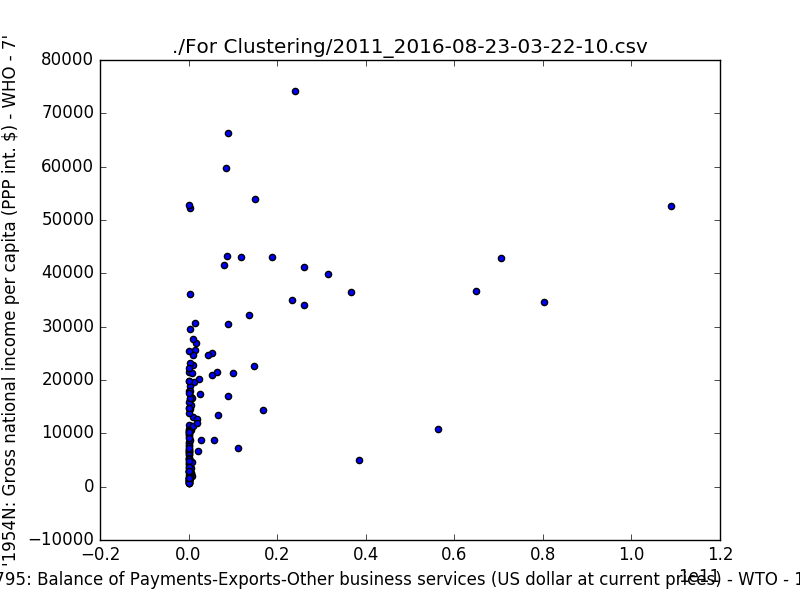 ./For Clustering/2011_2016-08-23-03-22-10.csv
'1954N: Gross national income per capita (PPP int. $) - WHO - 7'
80000
70000
60000
50000
40000
30000
20000
10000
0
−10000
−0.2 0.0 0.2 0.4 0.6 0.8 1.0 1.2
1e11
795: Balance of Payments-Exports-Other business services (US dollar at current prices) - WTO - 1